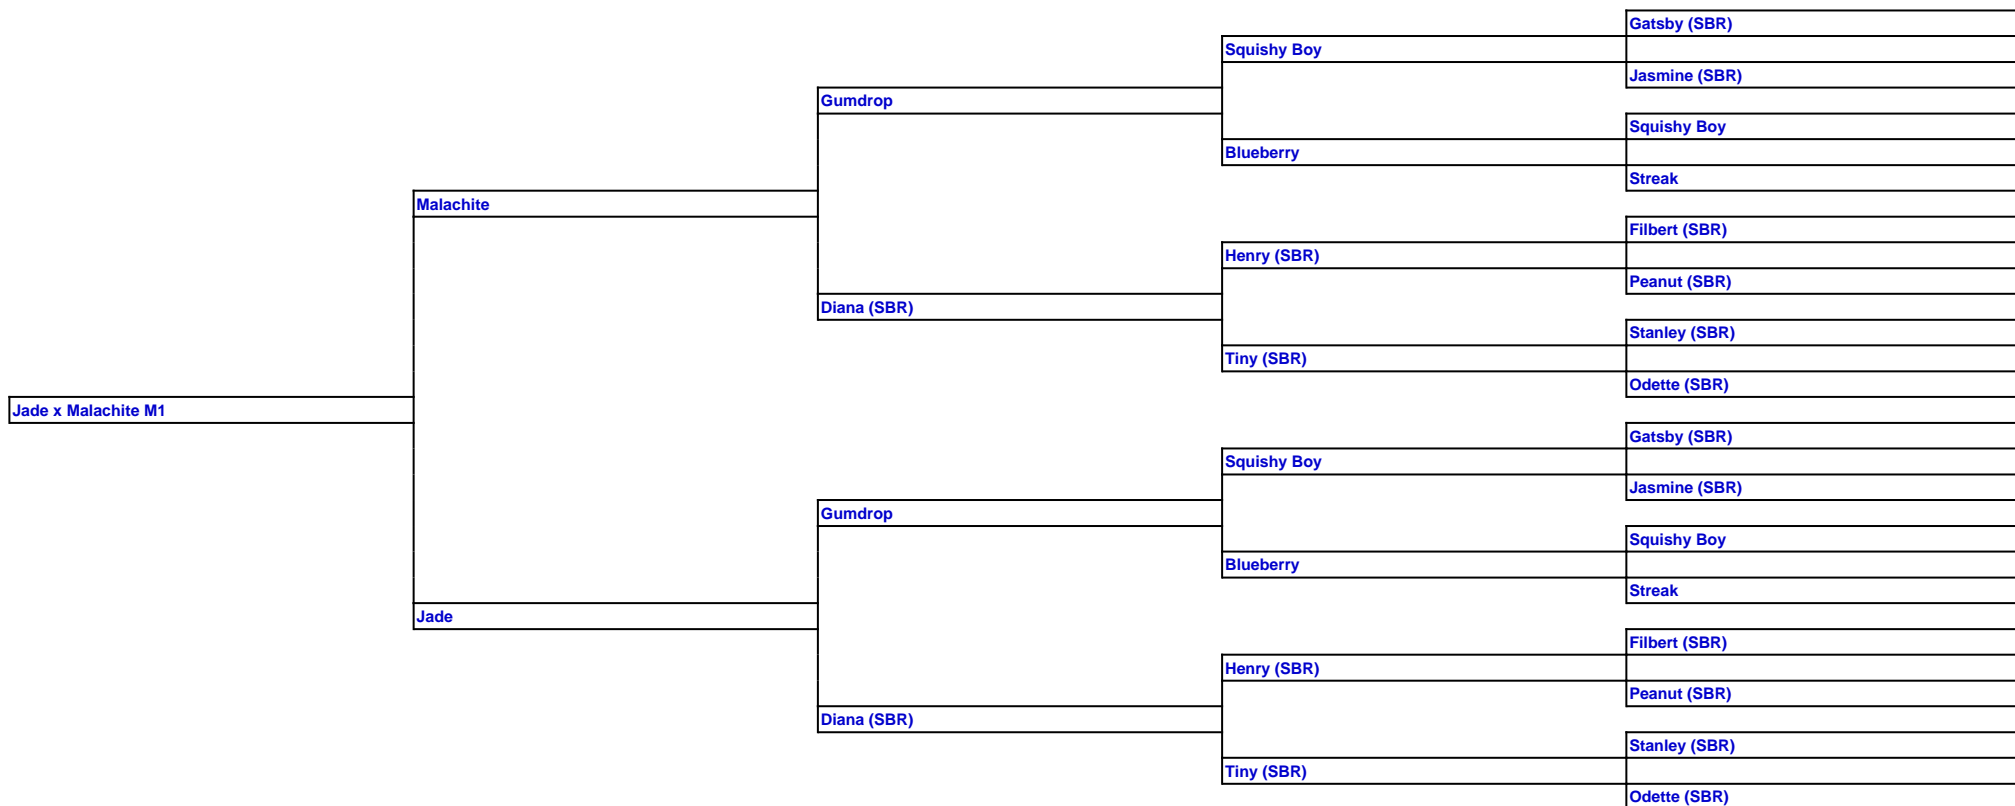 Gatsby (SBR)
Squishy Boy
Jasmine (SBR)
Gumdrop
Squishy Boy
Blueberry
Streak
Malachite
Filbert (SBR)
Henry (SBR)
Peanut (SBR)
Diana (SBR)
Stanley (SBR)
Tiny (SBR)
Odette (SBR)
Jade x Malachite M1
Gatsby (SBR)
Squishy Boy
Jasmine (SBR)
Gumdrop
Squishy Boy
Blueberry
Streak
Jade
Filbert (SBR)
Henry (SBR)
Peanut (SBR)
Diana (SBR)
Stanley (SBR)
Tiny (SBR)
Odette (SBR)